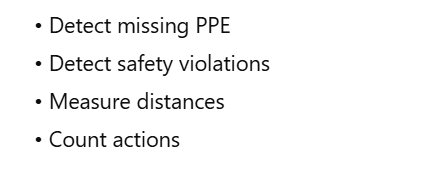 • Detect missing PPE
• Detect safety violations
• Measure distances
• Count actions